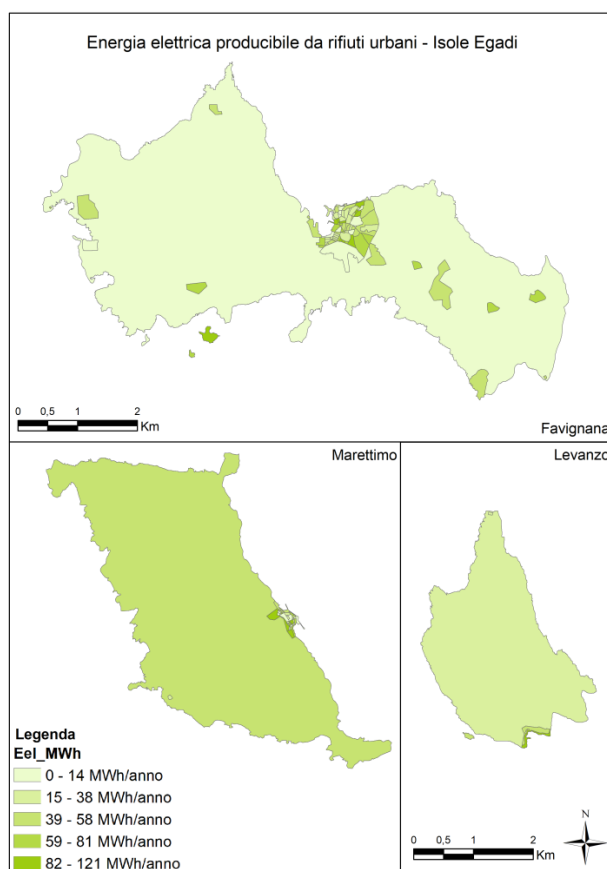 Energia elettrica producibile da rifiuti urbani - Isole Egadi
0 0,5 1 2
Km
Favignana
Marettimo
Levanzo
Legenda
Eel_MWh
0 - 14 MWh/anno
15 - 38 MWh/anno
39 - 58 MWh/anno
59 - 81 MWh/anno
82 - 121 MWh/anno
0 0,5 1 2
Km
N